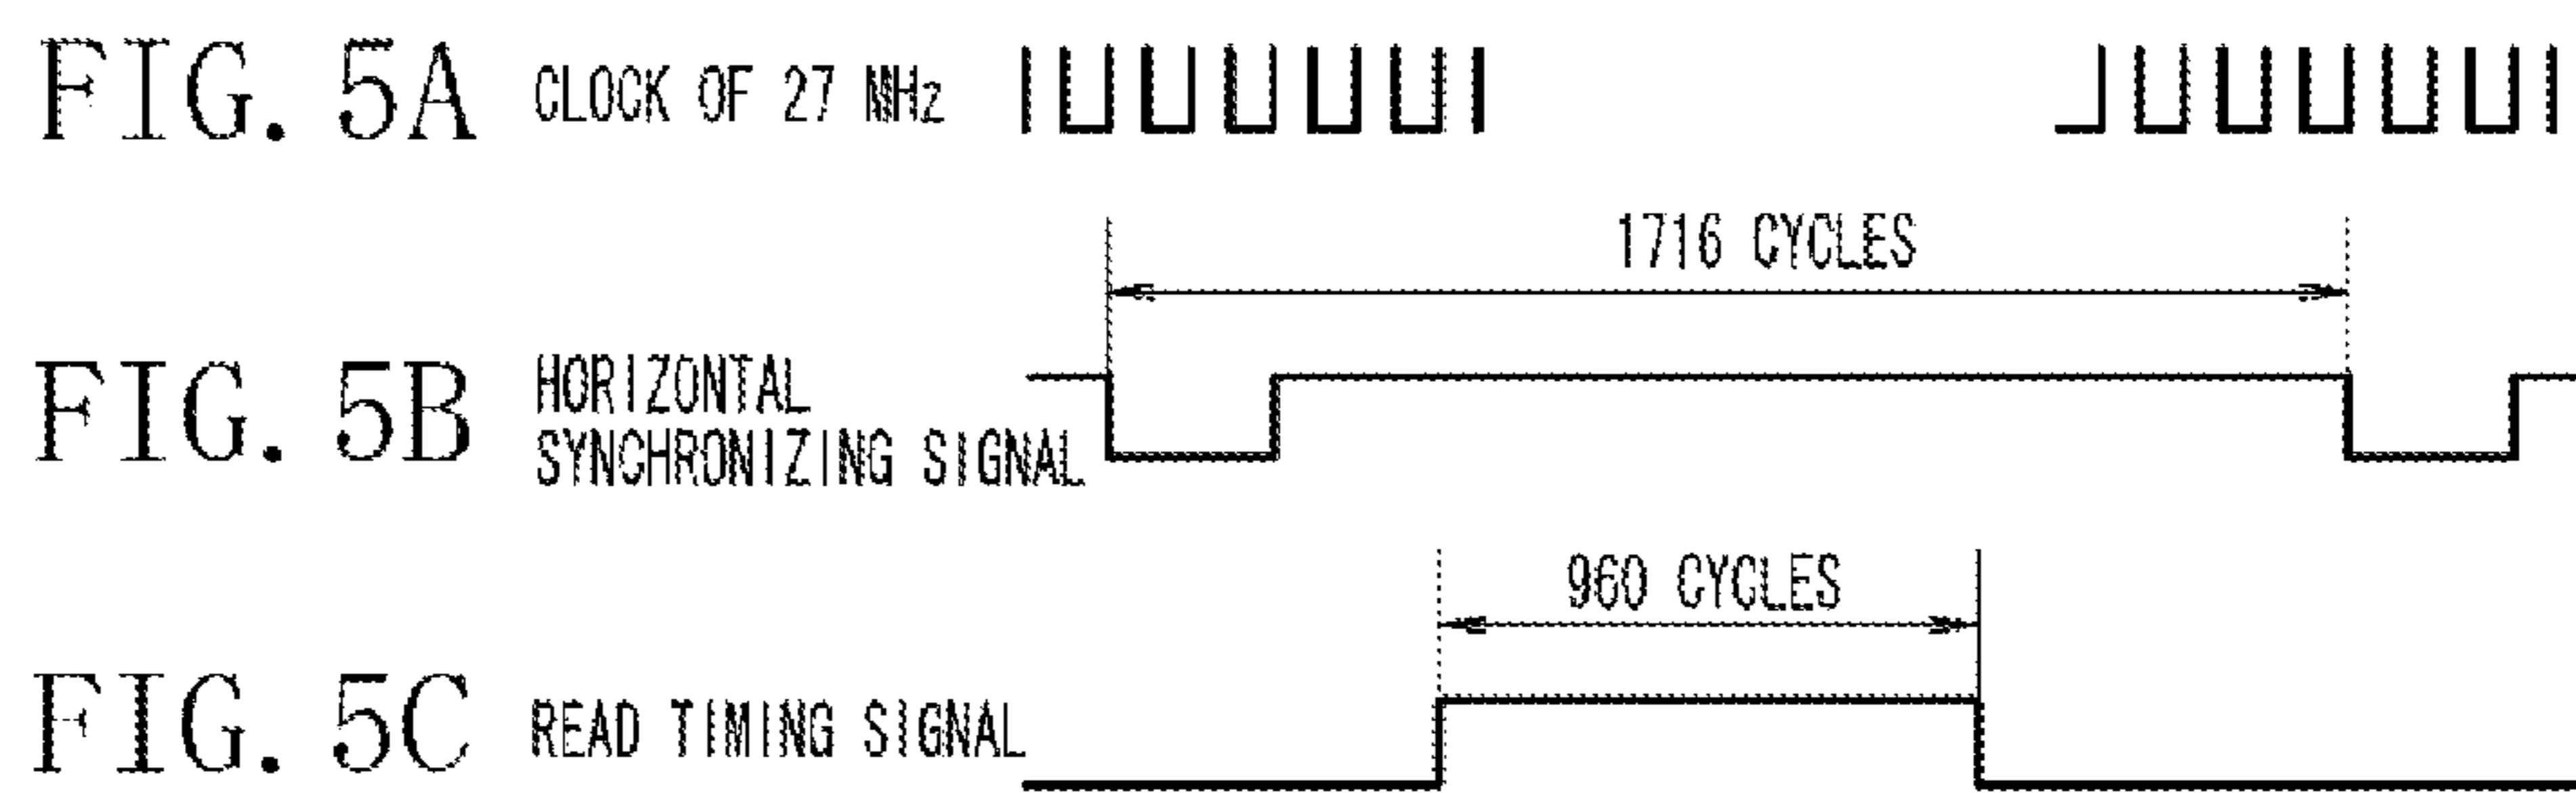 FIG. 5A CLOCK OF 27 MHz
1716 CYCLES
FIG. 5B HORIZONTAL
SYNCHRONIZING SIGNAL
960 CYCLES
FIG. 5C READ TIMING SIGNAL